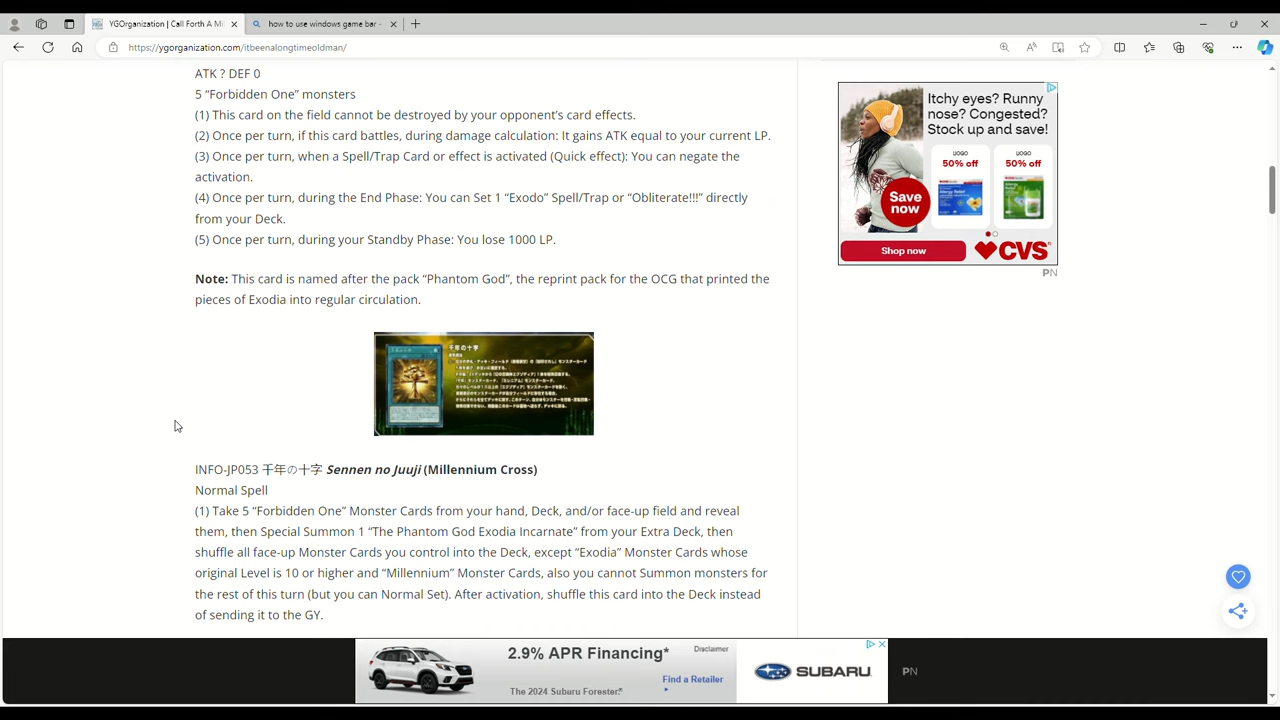 YGOrganization | Call Forth A Mi
how to use windows game bar -
https://ygorganization.com/itbeenalongtimeoldman/
ATK ? DEF 0
5 “Forbidden One” monsters
(1) This card on the field cannot be destroyed by your opponent’s card effects.
(2) Once per turn, if this card battles, during damage calculation: It gains ATK equal to your current LP.
(3) Once per turn, when a Spell/Trap Card or effect is activated (Quick effect): You can negate the
activation.
(4) Once per turn, during the End Phase: You can Set 1 “Exodo” Spell/Trap or “Obliterate!!!” directly
from your Deck.
(5) Once per turn, during your Standby Phase: You lose 1000 LP.
Note: This card is named after the pack “Phantom God”, the reprint pack for the OCG that printed the
pieces of Exodia into regular circulation.
千年の十字
INFO-JP053 千年の十字 Sennen no Juuji (Millennium Cross)
Normal Spell
(1) Take 5 “Forbidden One” Monster Cards from your hand, Deck, and/or face-up field and reveal
them, then Special Summon 1 “The Phantom God Exodia Incarnate” from your Extra Deck, then
shuffle all face-up Monster Cards you control into the Deck, except “Exodia” Monster Cards whose
original Level is 10 or higher and “Millennium” Monster Cards, also you cannot Summon monsters for
the rest of this turn (but you can Normal Set). After activation, shuffle this card into the Deck instead
of sending it to the GY.
Itchy eyes? Runny
nose? Congested?
Stock up and save!
50% off
50% off
Save
now
Shop now
CVS
PN
2.9% APR Financing*
Disclaimer
Find a Retailer
The 2024 Subaru Forester.®
SUBARU
PN